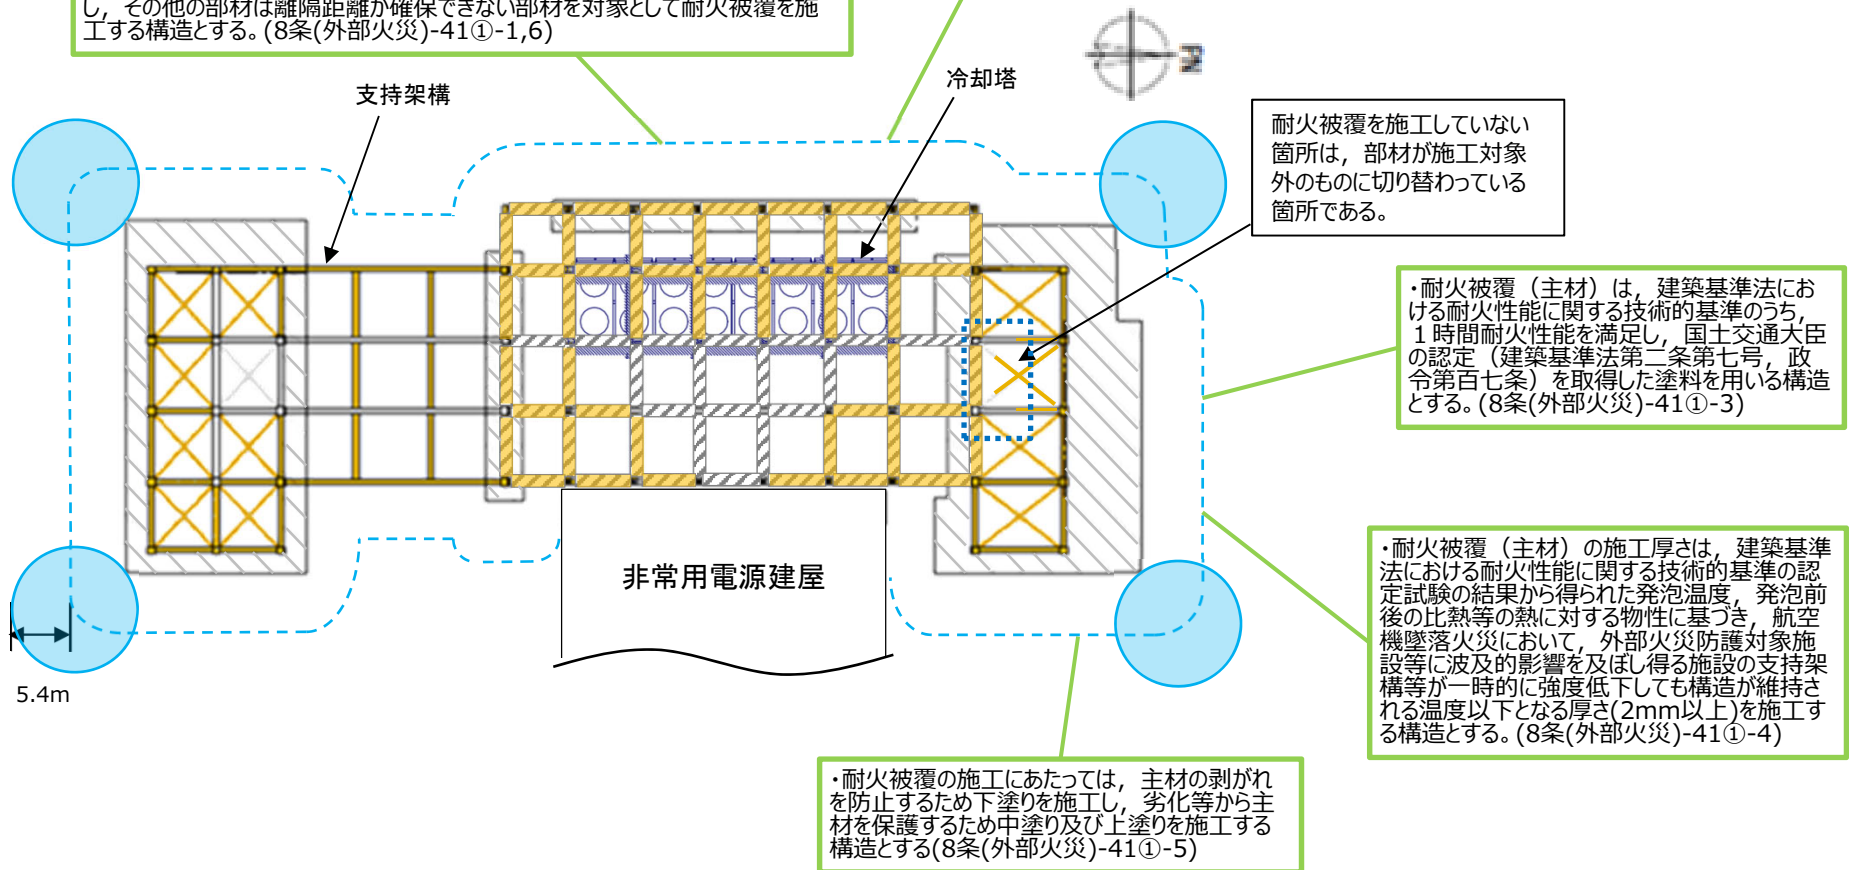 し，その他の部材は離隔距離が確保できない部材を対象として耐火被覆を施
工する構造とする。(8条(外部火災)-41①-1,6)
支持架構
冷却塔
PN
耐火被覆を施工していない
箇所は，部材が施工対象
外のものに切り替わっている
箇所である。
・耐火被覆（主材）は，建築基準法にお
ける耐火性能に関する技術的基準のうち，
１時間耐火性能を満足し，国土交通大臣
の認定（建築基準法第二条第七号，政
令第百七条）を取得した塗料を用いる構造
とする。(8条(外部火災)-41①-3)
・耐火被覆（主材）の施工厚さは，建築基準
法における耐火性能に関する技術的基準の認
定試験の結果から得られた発泡温度，発泡前
後の比熱等の熱に対する物性に基づき，航空
機墜落火災において，外部火災防護対象施
設等に波及的影響を及ぼし得る施設の支持架
構等が一時的に強度低下しても構造が維持さ
れる温度以下となる厚さ(2mm以上)を施工す
る構造とする。(8条(外部火災)-41①-4)
非常用電源建屋
5.4m
・耐火被覆の施工にあたっては，主材の剥がれ
を防止するため下塗りを施工し，劣化等から主
材を保護するため中塗り及び上塗りを施工する
構造とする(8条(外部火災)-41①-5)